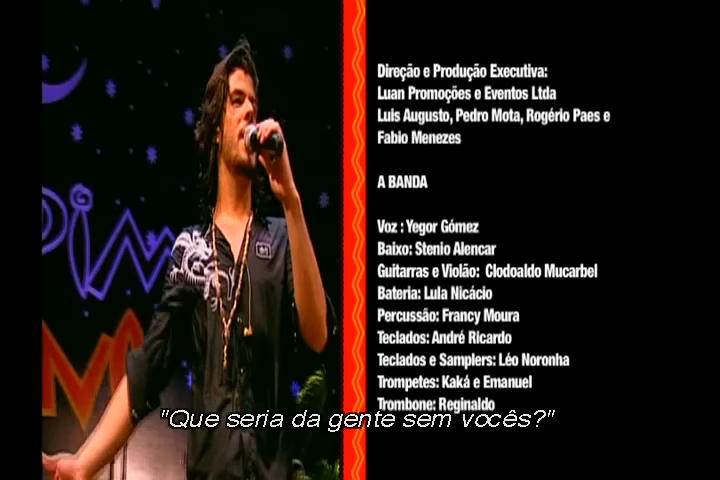 Direção e Produção Executiva:
Luan Promoções e Eventos Ltda
Luis Augusto, Pedro Mota, Rogério Paes e
Fabio Menezes
A BANDA
Voz : Yegor Gómez
Baixo: Stenio Alencar
Guitarras e Violão: Clodoaldo Mucarbel
Bateria: Lula Nicácio
Percussão: Francy Moura
Teclados: André Ricardo
Teclados e Samplers: Léo Noronha
Trompetes: Kaká e Emanuel
Trombone: Reginaldo
"Que seria da gente sem vocês?"